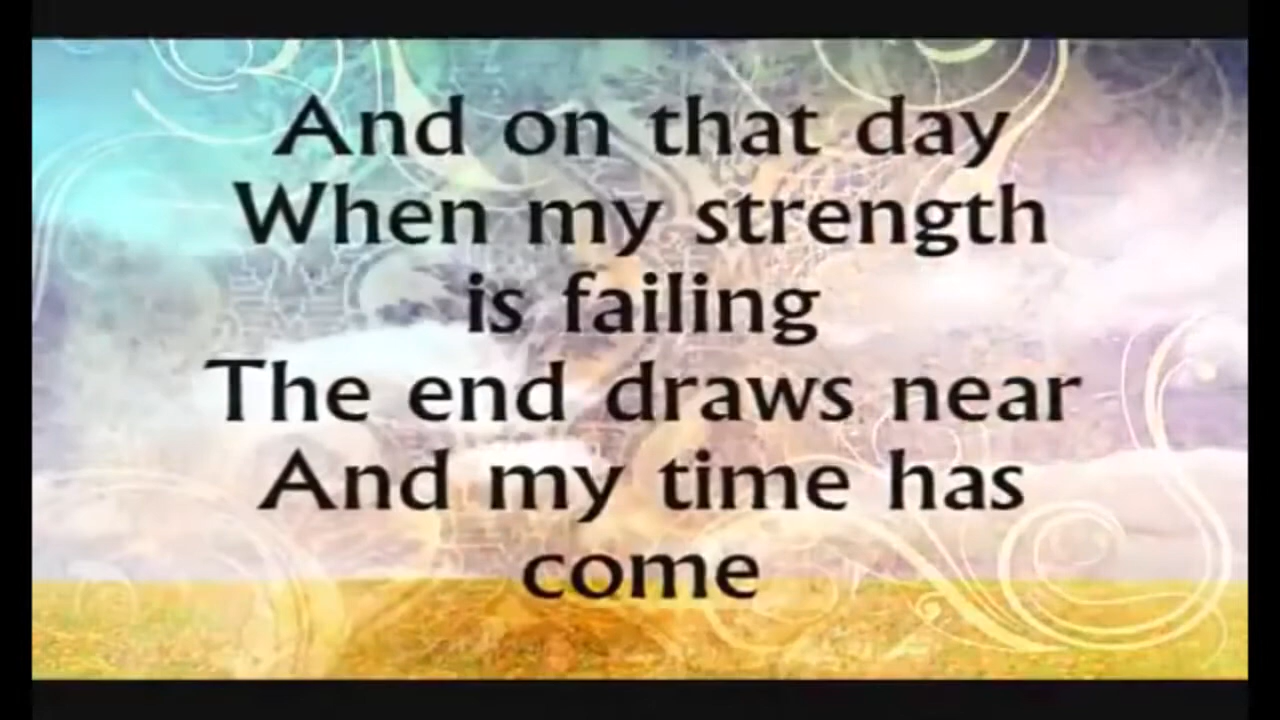 And on that day
When my strength
is failing
The end draws near
And my time has
come